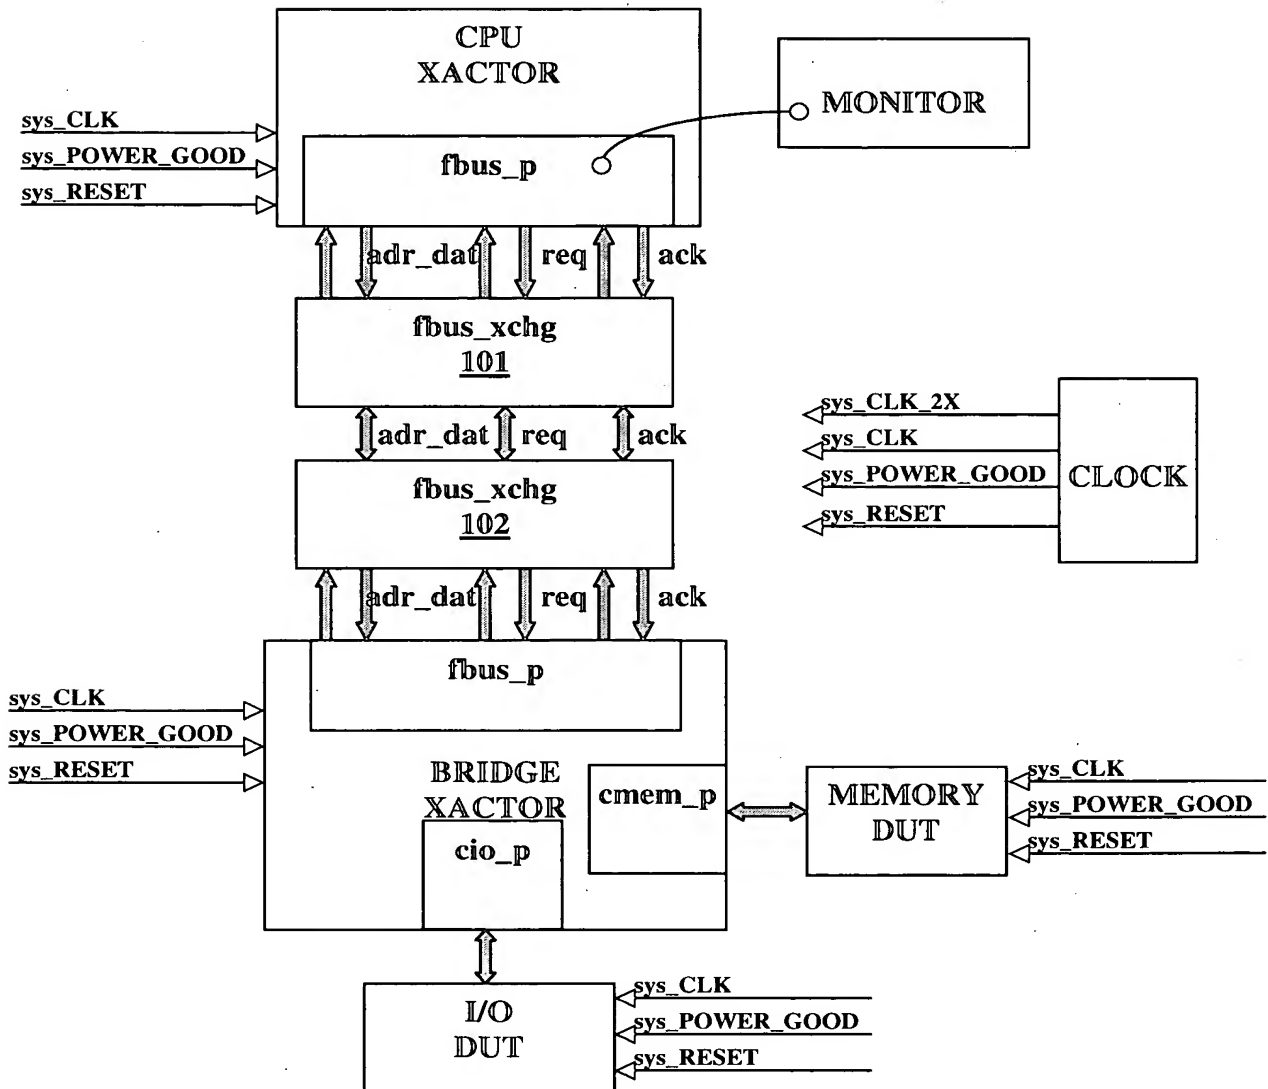 CPU
XACTOR
MONITOR
sys_CLK
sys_POWER_GOOD
sys_RESET
fbus_p
adr_dat req ack
fbus_xchg
101
adr_dat req ack
fbus_xchg
102
sys_CLK_2X
sys_CLK
sys_POWER_GOOD
sys_RESET
CLOCK
adr_dat req ack
fbus_p
sys_CLK
sys_POWER_GOOD
sys_RESET
BRIDGE
XACTOR
cmem_p
cio_p
MEMORY
DUT
sys_CLK
sys_POWER_GOOD
sys_RESET
I/O
DUT
sys_CLK
sys_POWER_GOOD
sys_RESET